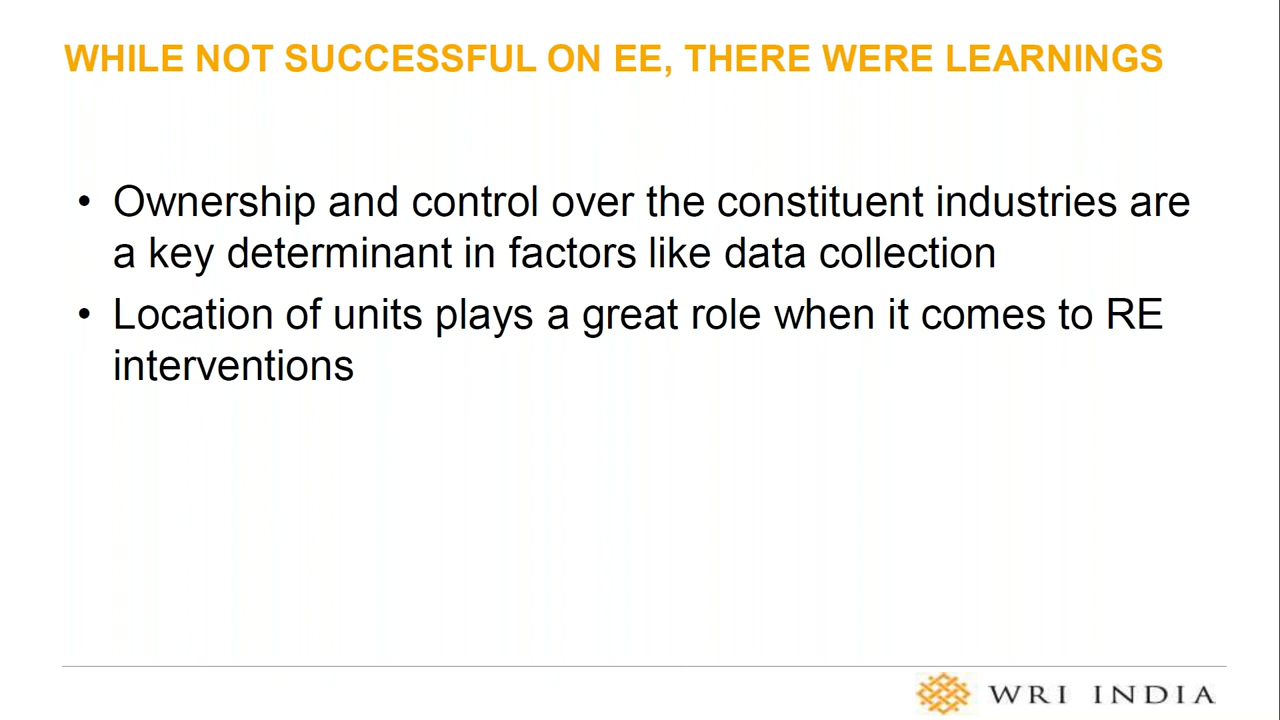 WHILE NOT SUCCESSFUL ON EE, THERE WERE LEARNINGS
• Ownership and control over the constituent industries are
a key determinant in factors like data collection
• Location of units plays a great role when it comes to RE
interventions
WRI INDIA